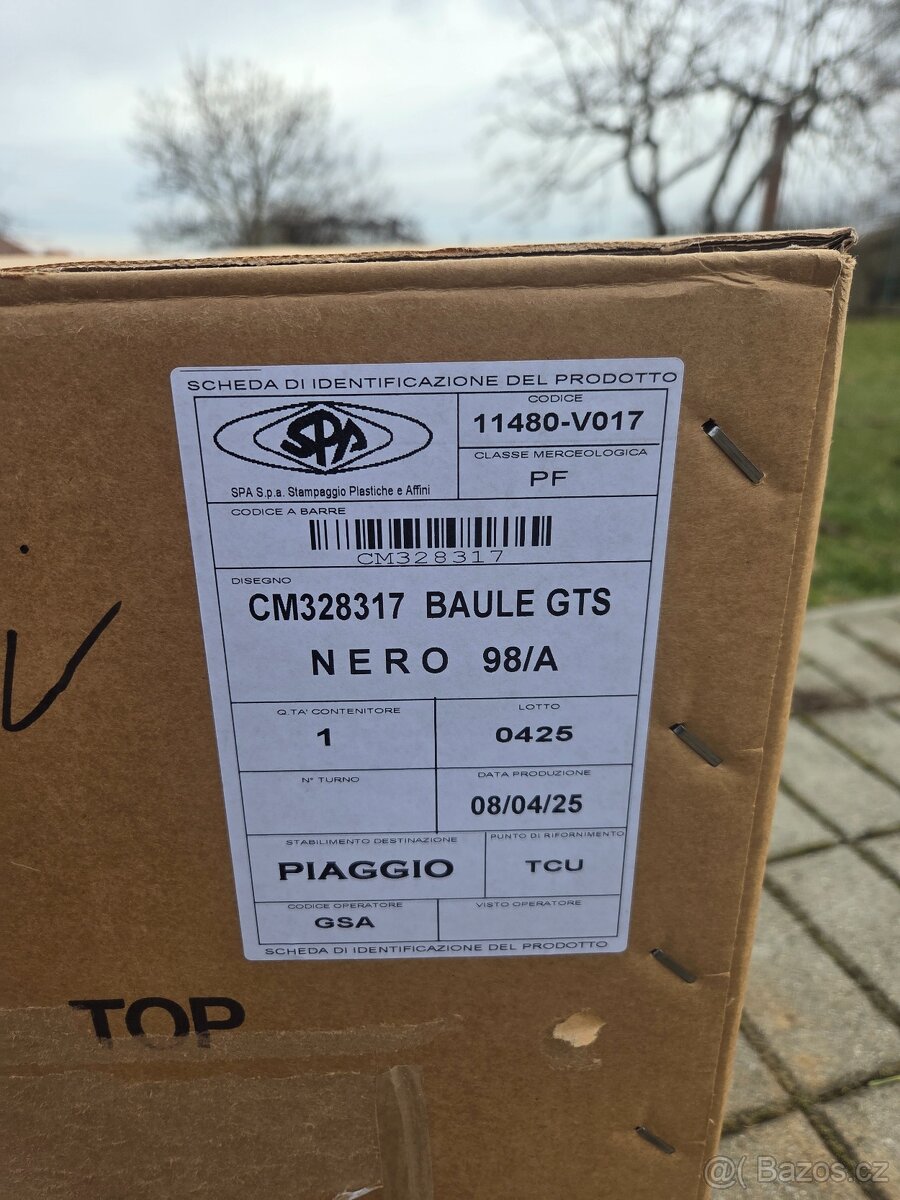 SCHEDA DI IDENTIFICAZIONE DEL PRODOTTO
SPA
SPA S.p.a. Stampaggio Plastiche e Affini
CODICE
11480-V017
CLASSE MERCEOLOGICA
PF
CODICE A BARRE
CM328317
DISEGNO
CM328317 BAULE GTS
NERO 98/A
Q.TA' CONTENITORE
1
LOTTO
0425
N° TURNO
DATA PRODUZIONE
08/04/25
STABILIMENTO DESTINAZIONE
PIAGGIO
PUNTO DI RIFORNIMENTO
TCU
CODICE OPERATORE
GSA
VISTO OPERATORE
SCHEDA DI IDENTIFICAZIONE DEL PRODOTTO
TOP
Bazos.cz